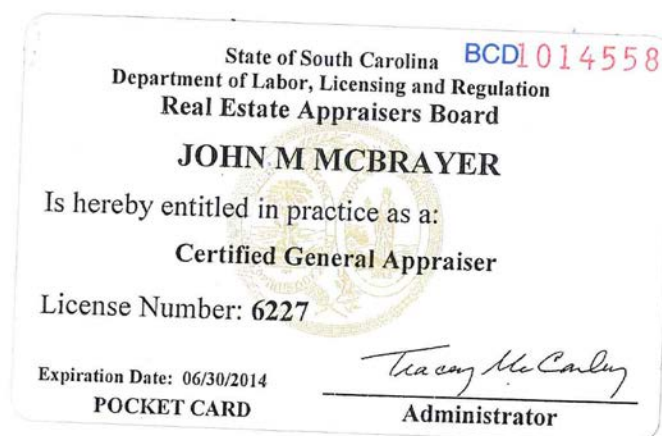 State of South Carolina BCD1014558
Department of Labor, Licensing and Regulation
Real Estate Appraisers Board
JOHN M MCBRAYER
Is hereby entitled in practice as a:
Certified General Appraiser
License Number: 6227
Expiration Date: 06/30/2014
POCKET CARD
Administrator